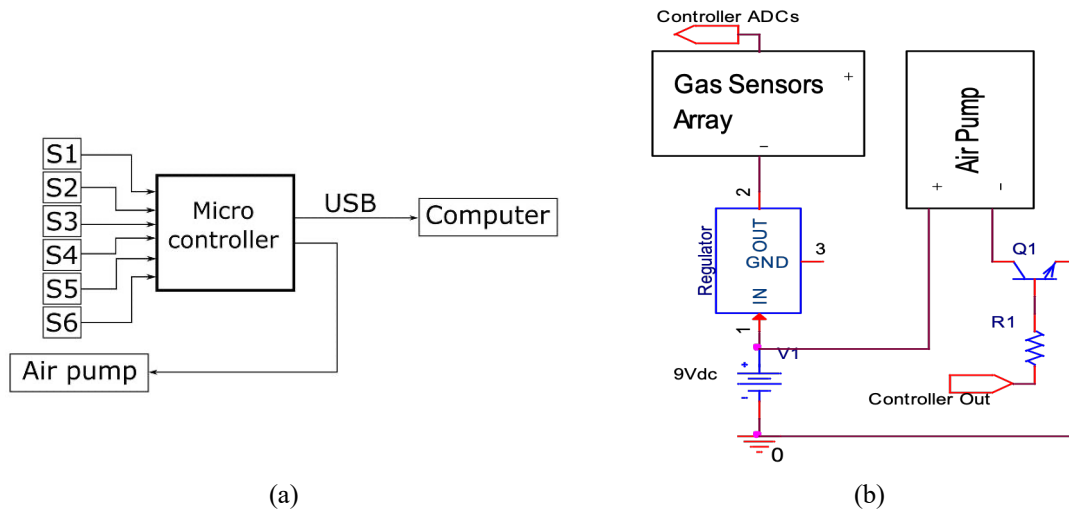 S1
S2
S3
S4
S5
S6
Micro
controller
USB
Computer
Air pump
(a)
Controller ADCs
Gas Sensors
Array
+
−
Air Pump
+
-
2
Regulator
OUT
GND
IN
3
1
Q1
R1
V1
9Vdc
+
-
Controller Out
0
(b)